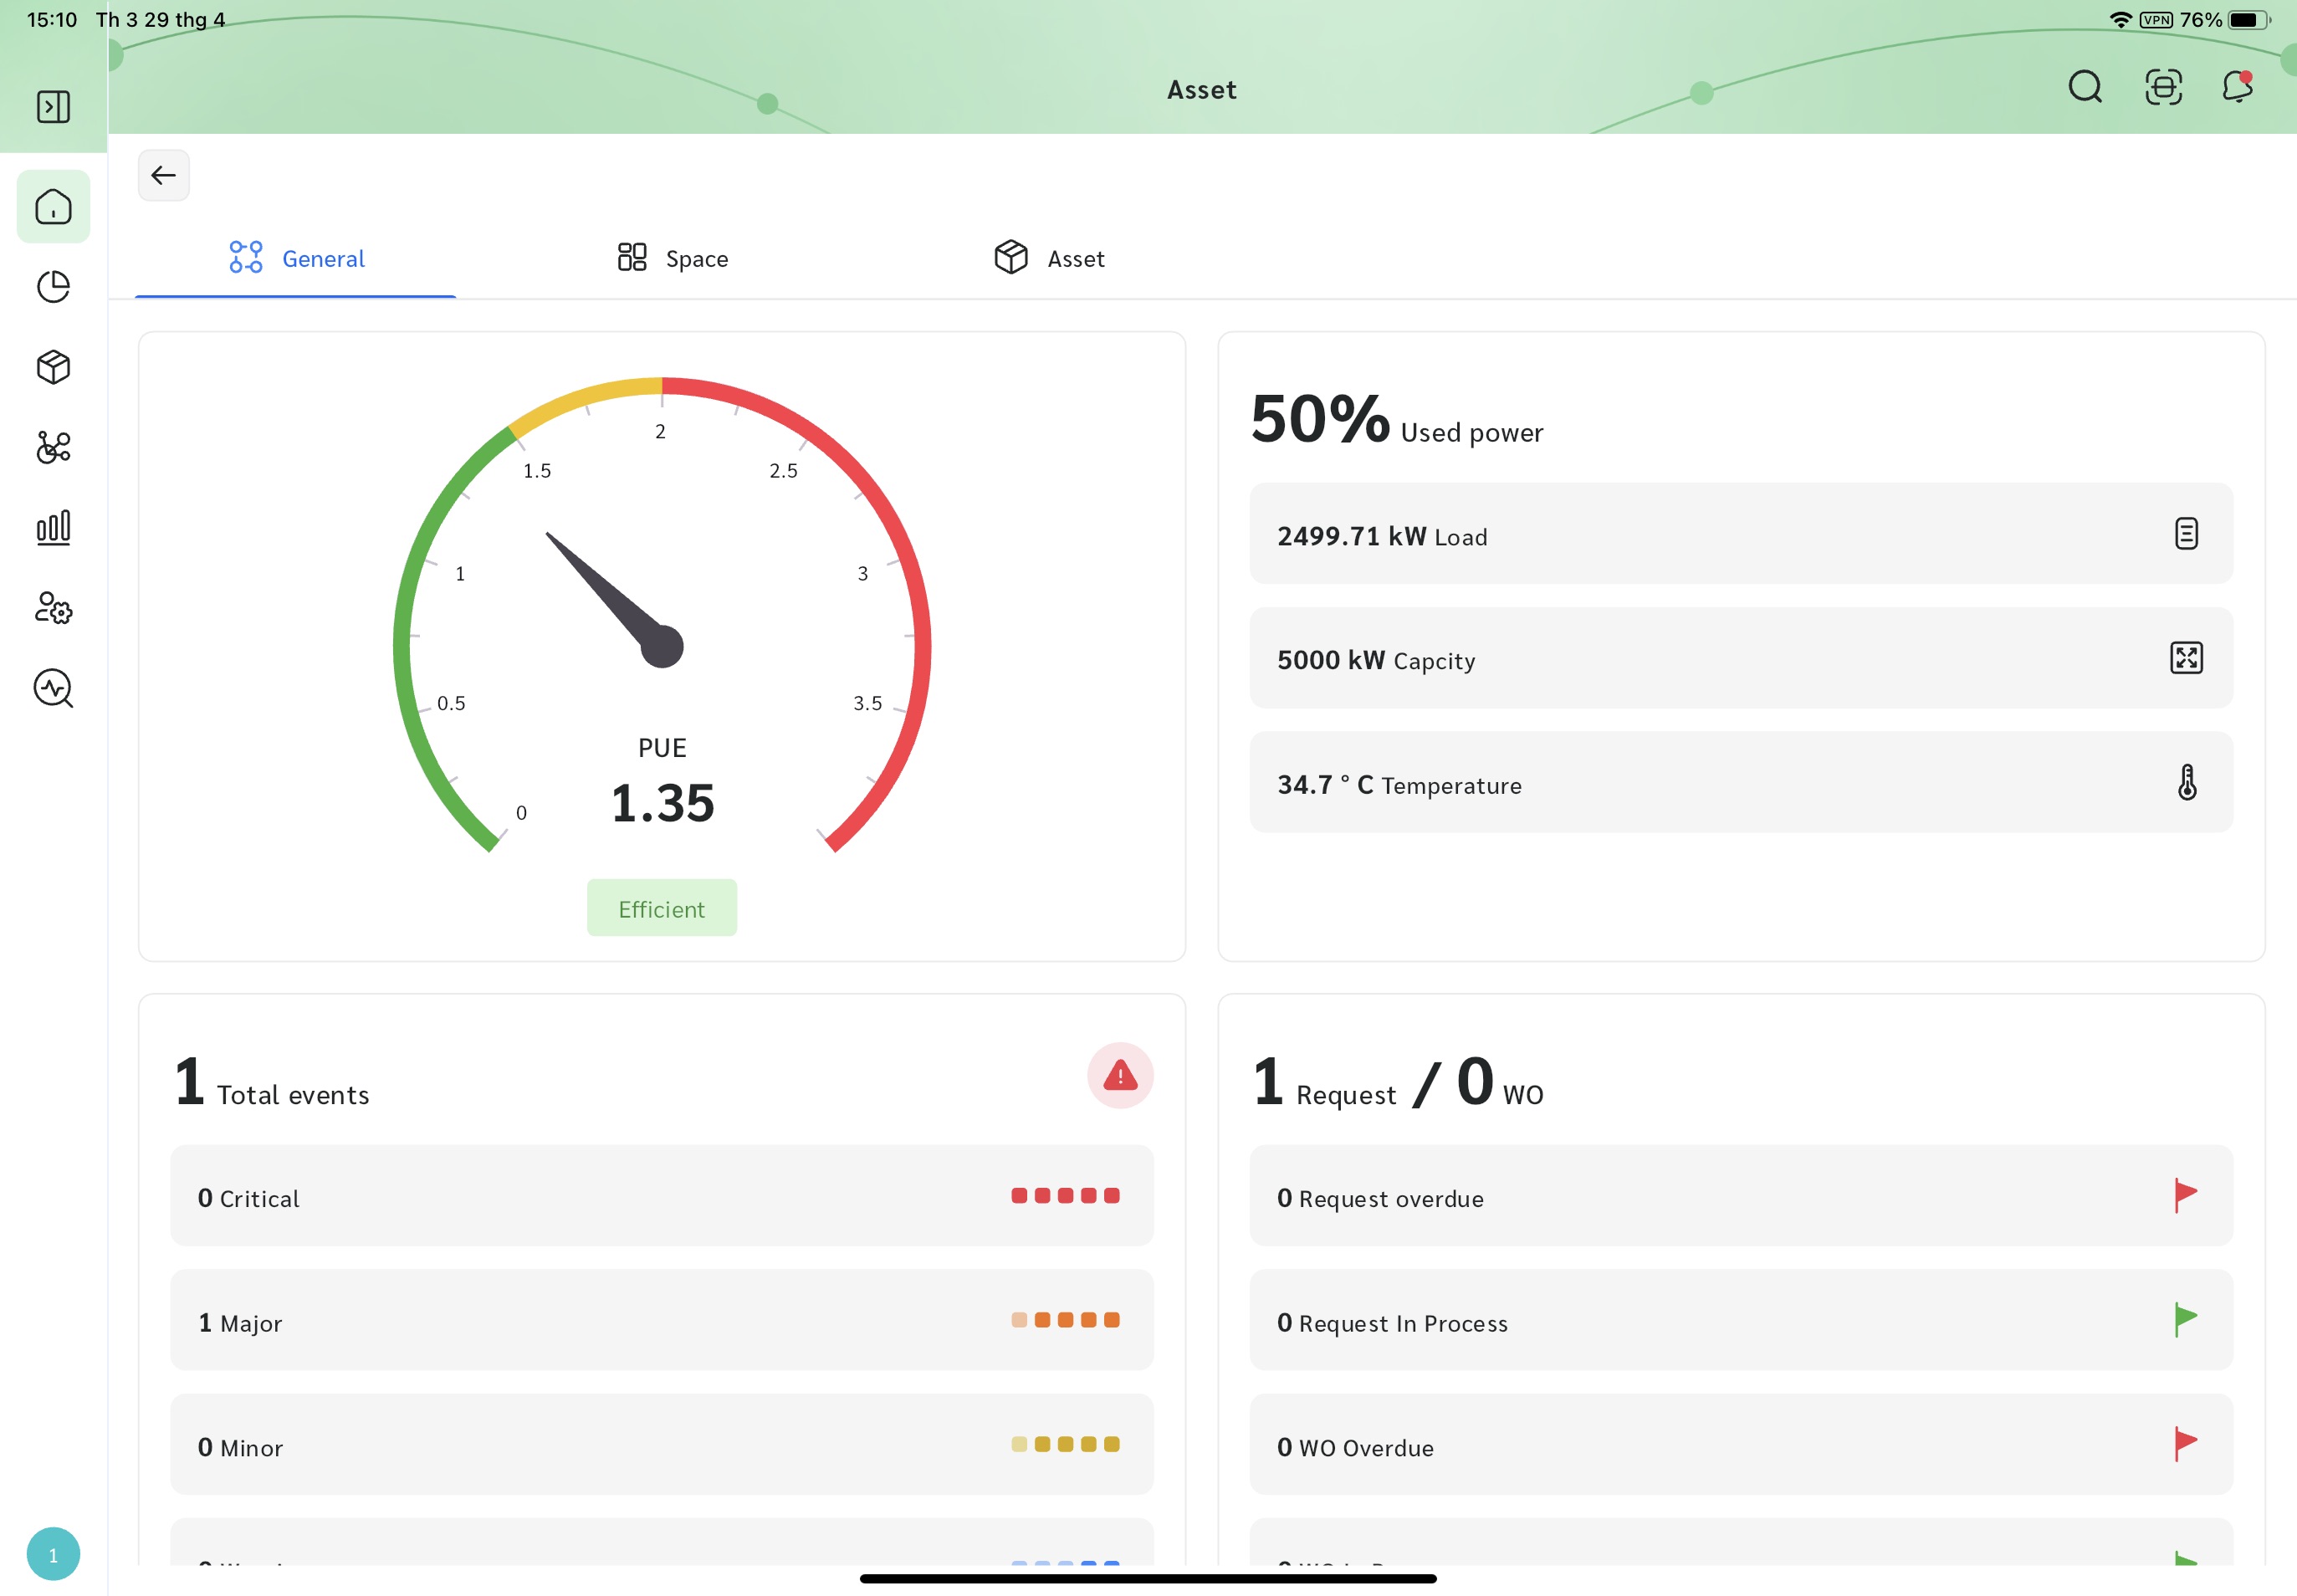 15:10 Th 3 29 thg 4
VPN 76%
Asset
General
Space
Asset
2
1.5
2.5
1
3
0.5
3.5
0
PUE
1.35
Efficient
50% Used power
2499.71 kW Load
5000 kW Capcity
34.7 ° C Temperature
1 Total events
0 Critical
1 Major
0 Minor
1 Request / 0 WO
0 Request overdue
0 Request In Process
0 WO Overdue
1